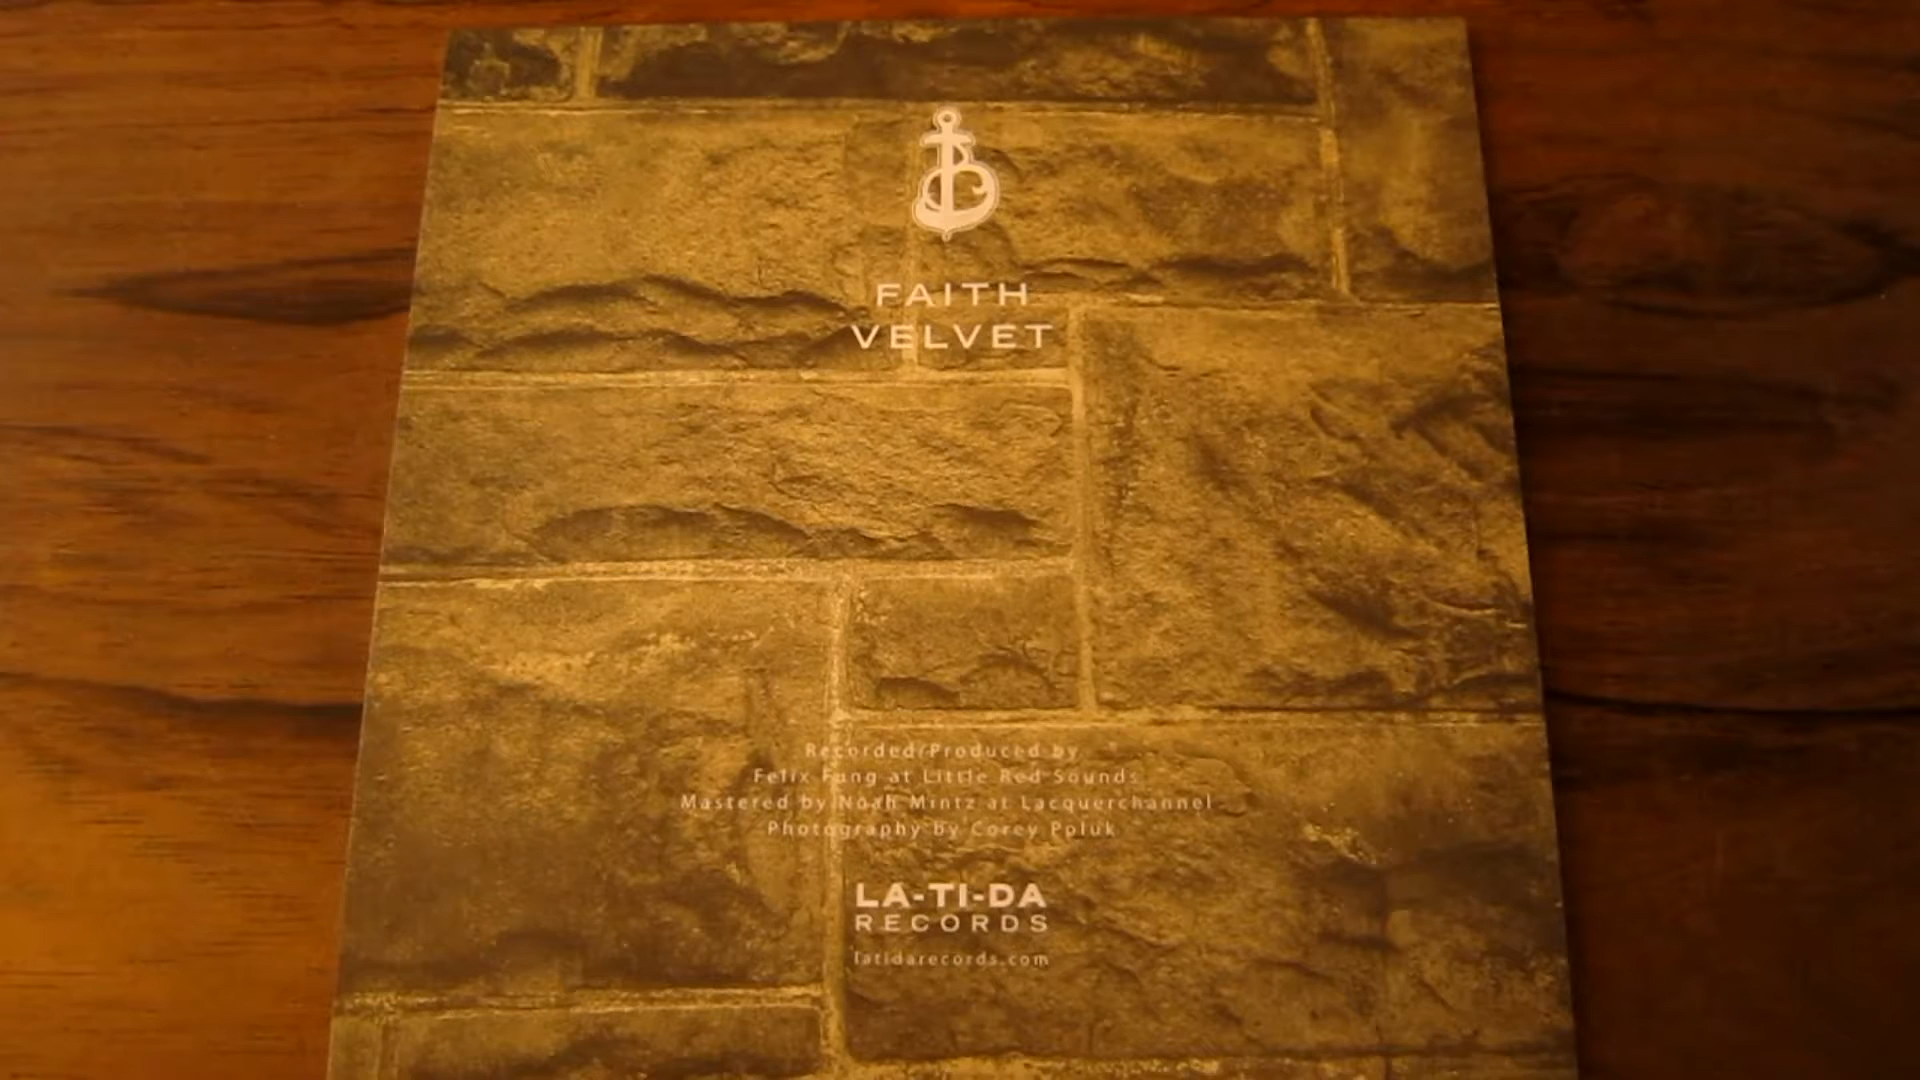 FAITH
VELVET
Recorded/Produced by
Felix Fung at Little Red Sounds
Mastered by Noah Mintz at Lacquerchannel
Photography by Corey Poluk
LA-TI-DA
RECORDS
latidarecords.com